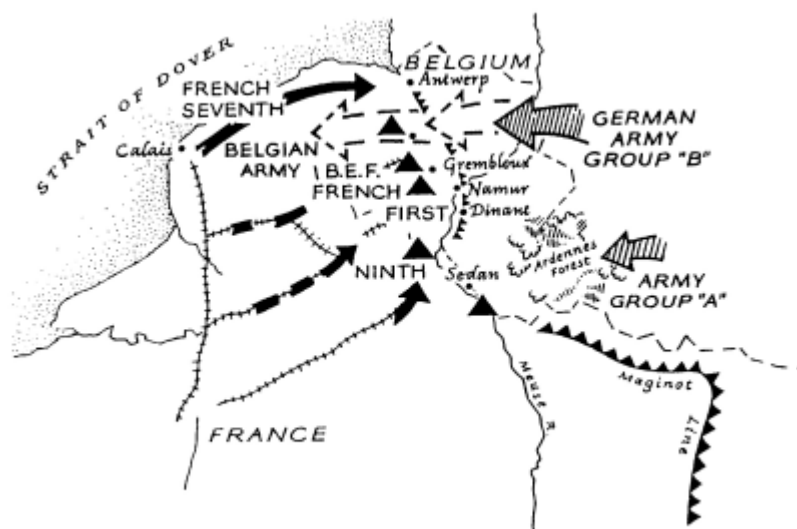 STRAIT OF DOVER
BELGIUM
Antwerp
FRENCH
SEVENTH
Calais
BELGIAN
ARMY
GERMAN
ARMY
GROUP "B"
B.E.F.
Grembloux
FRENCH
Namur
FIRST
Dinant
Ardennes
Forest
NINTH
Sedan
ARMY
GROUP "A"
Meuse R.
Maginot
Line
FRANCE